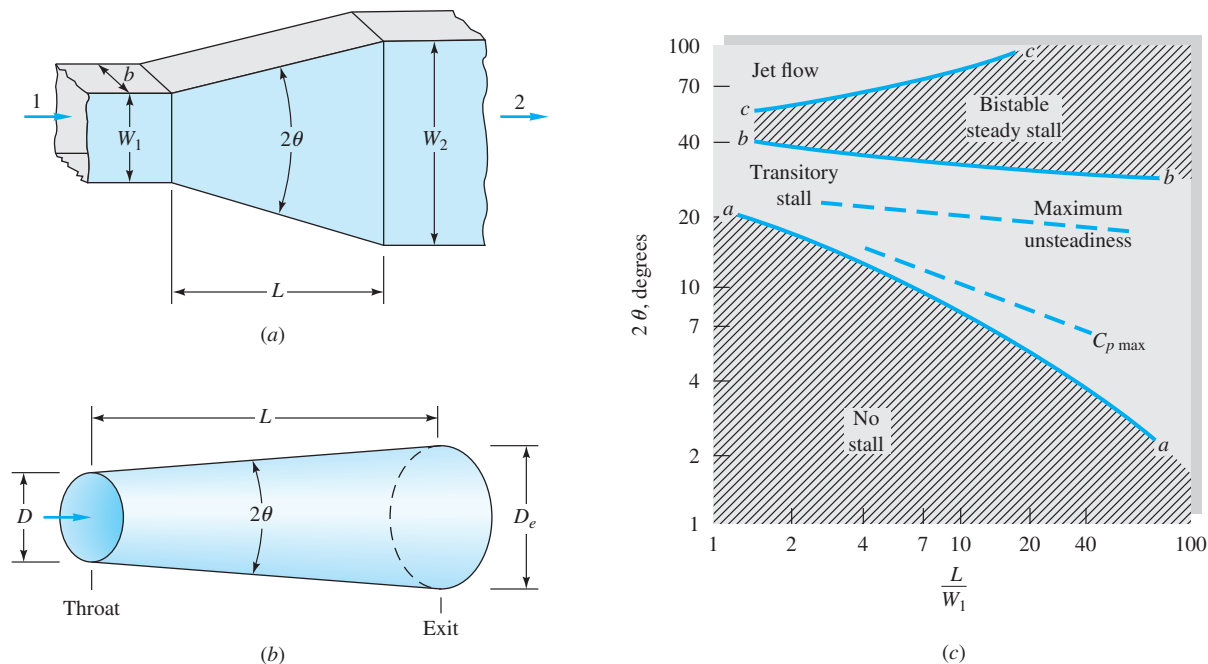 b
1
2
W1
2θ
W2
L
(a)
L
D
2θ
De
Throat
Exit
(b)
100
70
40
20
10
7
4
2
1
2 θ, degrees
Jet flow
c
c
Bistable
steady stall
b
b
Transitory
stall
a
Maximum
unsteadiness
Cp max
No
stall
a
1
2
4
7
10
20
40
100
L
W1
(c)